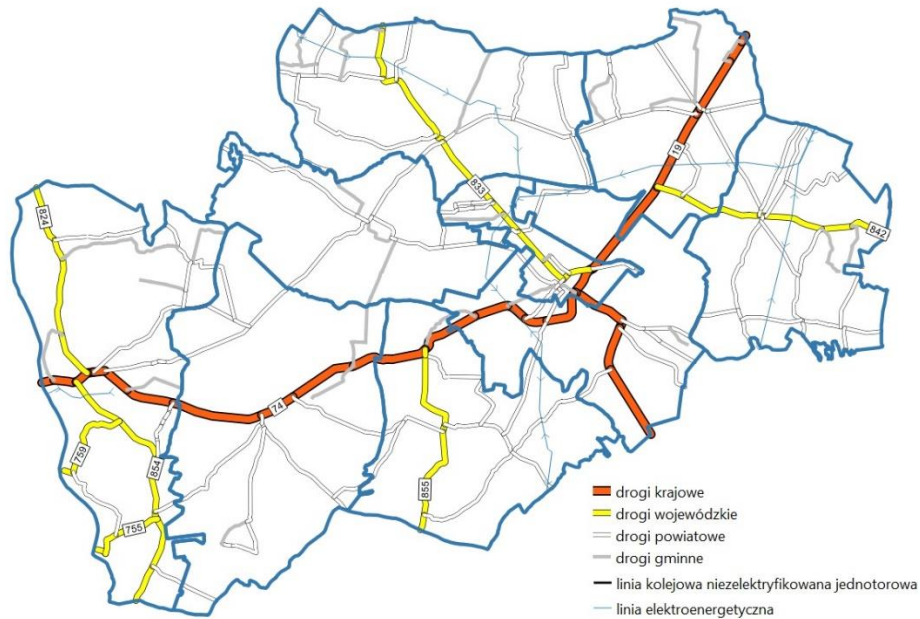 19
833
824
842
74
759
854
855
755
drogi krajowe
drogi wojewódzkie
drogi powiatowe
drogi gminne
linia kolejowa niezelektryfikowana jednotorowa
linia elektroenergetyczna